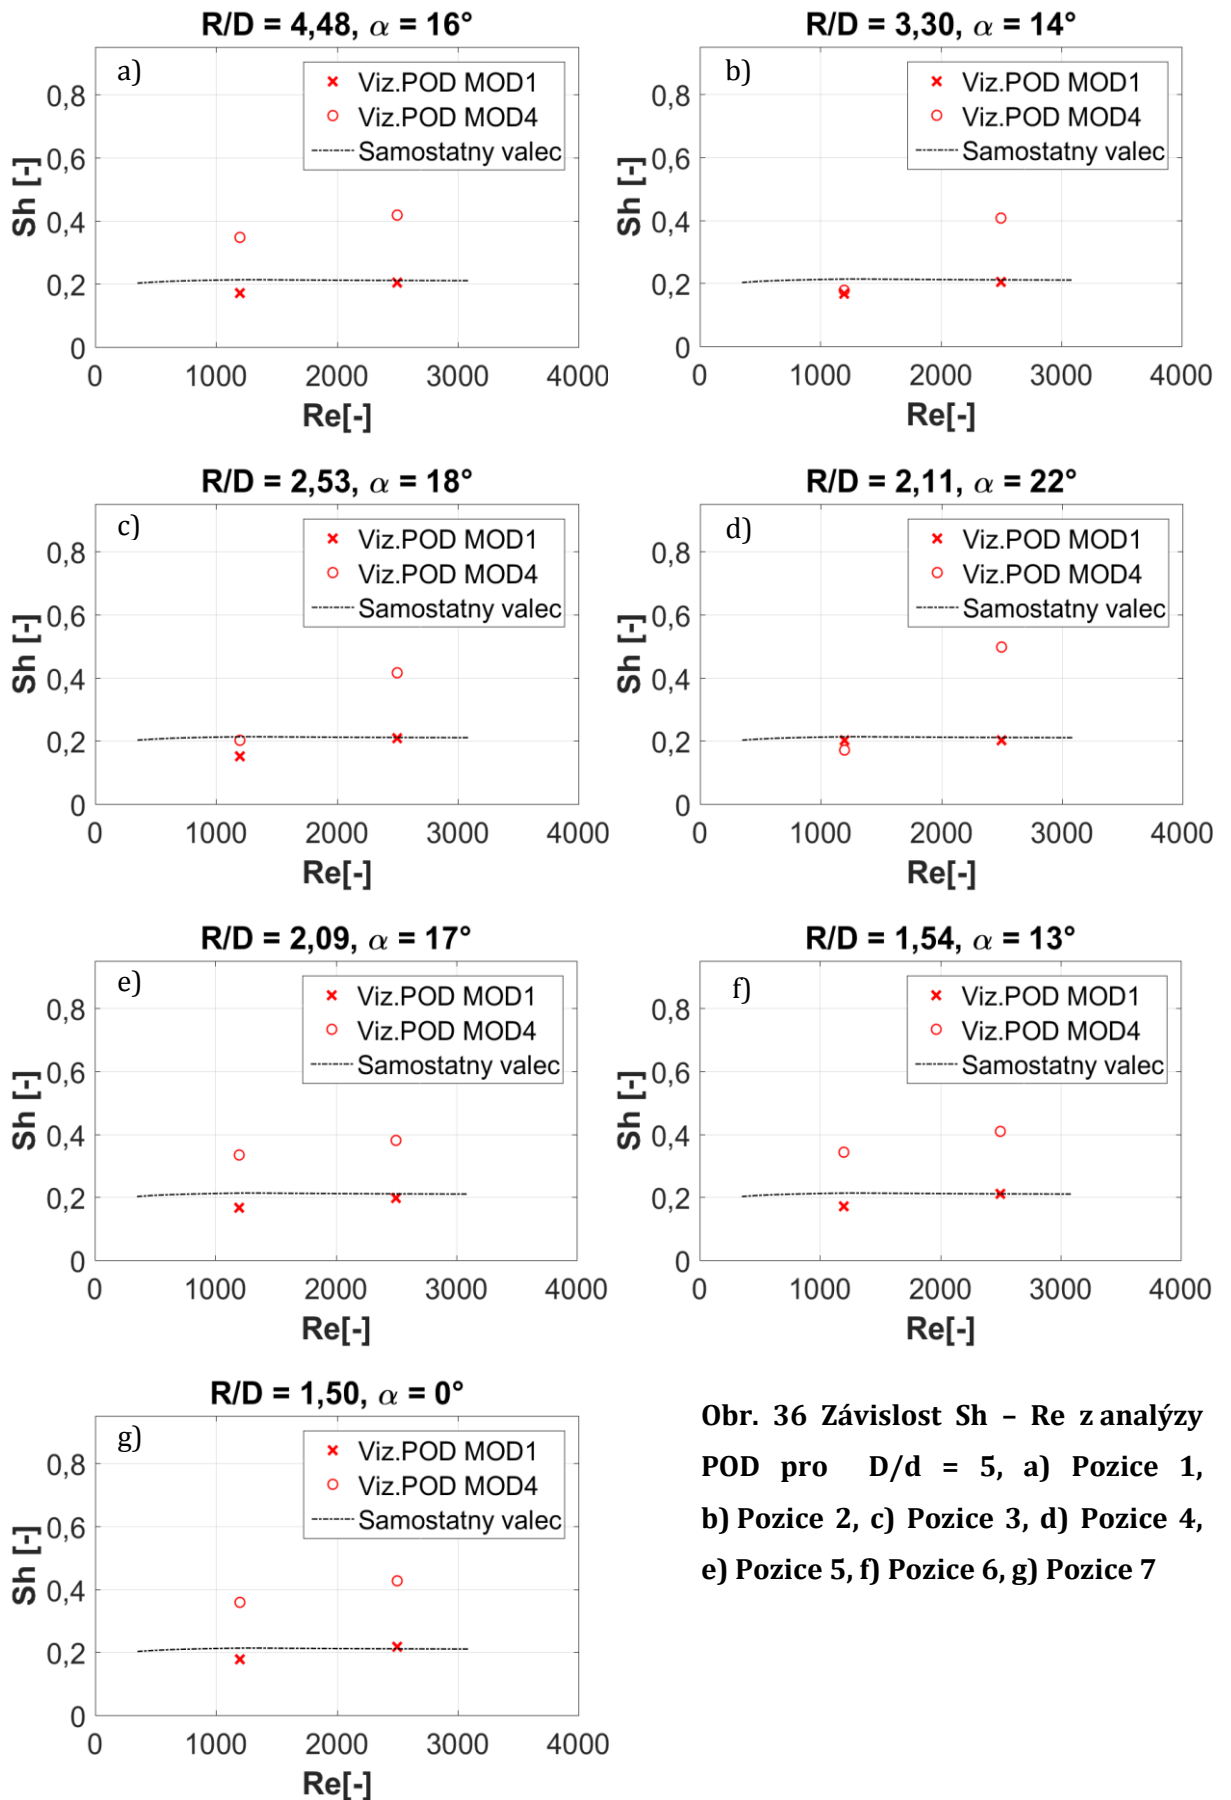 R/D = 4,48, α = 16°
a)
Viz.POD MOD1
Viz.POD MOD4
Samostatny valec
0,8
0,6
0,4
0,2
0
Sh [-]
0 1000 2000 3000 4000
Re[-]
R/D = 3,30, α = 14°
b)
Viz.POD MOD1
Viz.POD MOD4
Samostatny valec
0,8
0,6
0,4
0,2
0
Sh [-]
0 1000 2000 3000 4000
Re[-]
R/D = 2,53, α = 18°
c)
Viz.POD MOD1
Viz.POD MOD4
Samostatny valec
0,8
0,6
0,4
0,2
0
Sh [-]
0 1000 2000 3000 4000
Re[-]
R/D = 2,11, α = 22°
d)
Viz.POD MOD1
Viz.POD MOD4
Samostatny valec
0,8
0,6
0,4
0,2
0
Sh [-]
0 1000 2000 3000 4000
Re[-]
R/D = 2,09, α = 17°
e)
Viz.POD MOD1
Viz.POD MOD4
Samostatny valec
0,8
0,6
0,4
0,2
0
Sh [-]
0 1000 2000 3000 4000
Re[-]
R/D = 1,54, α = 13°
f)
Viz.POD MOD1
Viz.POD MOD4
Samostatny valec
0,8
0,6
0,4
0,2
0
Sh [-]
0 1000 2000 3000 4000
Re[-]
R/D = 1,50, α = 0°
g)
Viz.POD MOD1
Viz.POD MOD4
Samostatny valec
0,8
0,6
0,4
0,2
0
Sh [-]
0 1000 2000 3000 4000
Re[-]
Obr. 36 Závislost Sh – Re z analýzy
POD pro D/d = 5, a) Pozice 1,
b) Pozice 2, c) Pozice 3, d) Pozice 4,
e) Pozice 5, f) Pozice 6, g) Pozice 7